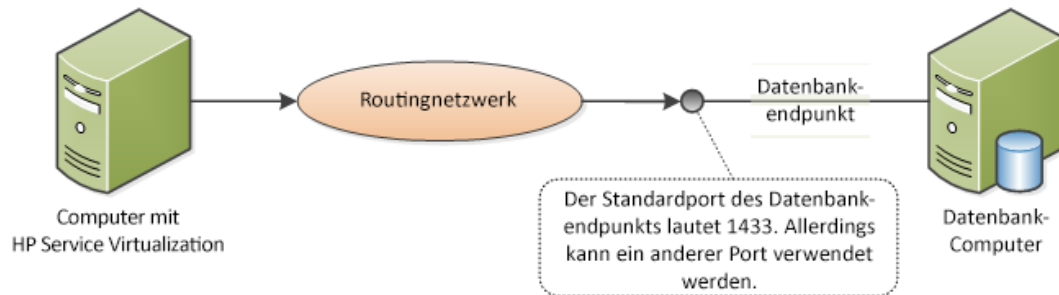 Routingnetzwerk
Datenbank-
endpunkt
Computer mit
HP Service Virtualization
Der Standardport des Datenbank-
endpunkts lautet 1433. Allerdings
kann ein anderer Port verwendet
werden.
Datenbank-
Computer